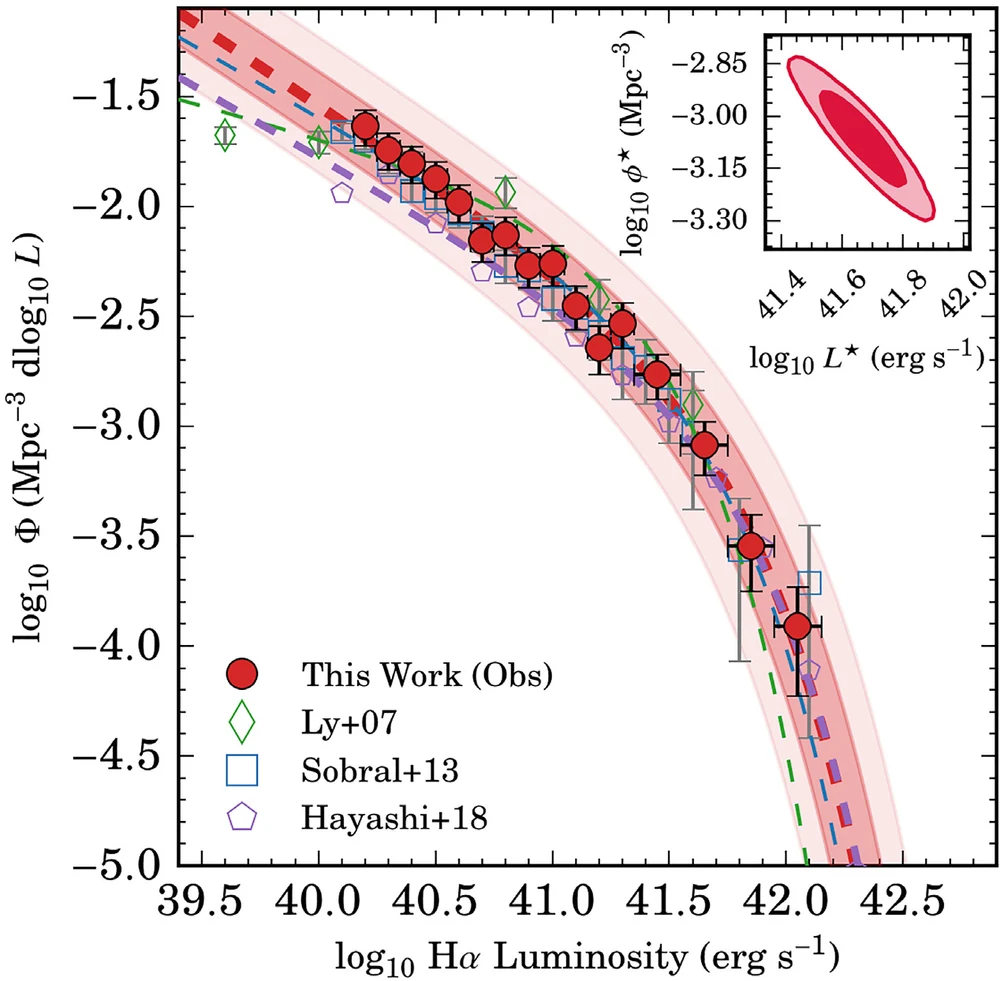 log₁₀ Φ (Mpc⁻³ dlog₁₀ L)
−1.5
−2.0
−2.5
−3.0
−3.5
−4.0
−4.5
−5.0
39.5 40.0 40.5 41.0 41.5 42.0 42.5
log₁₀ Hα Luminosity (erg s⁻¹)
This Work (Obs)
Ly+07
Sobral+13
Hayashi+18
log₁₀ ϕ⋆ (Mpc⁻³)
−2.85
−3.00
−3.15
−3.30
41.4 41.6 41.8 42.0
log₁₀ L⋆ (erg s⁻¹)